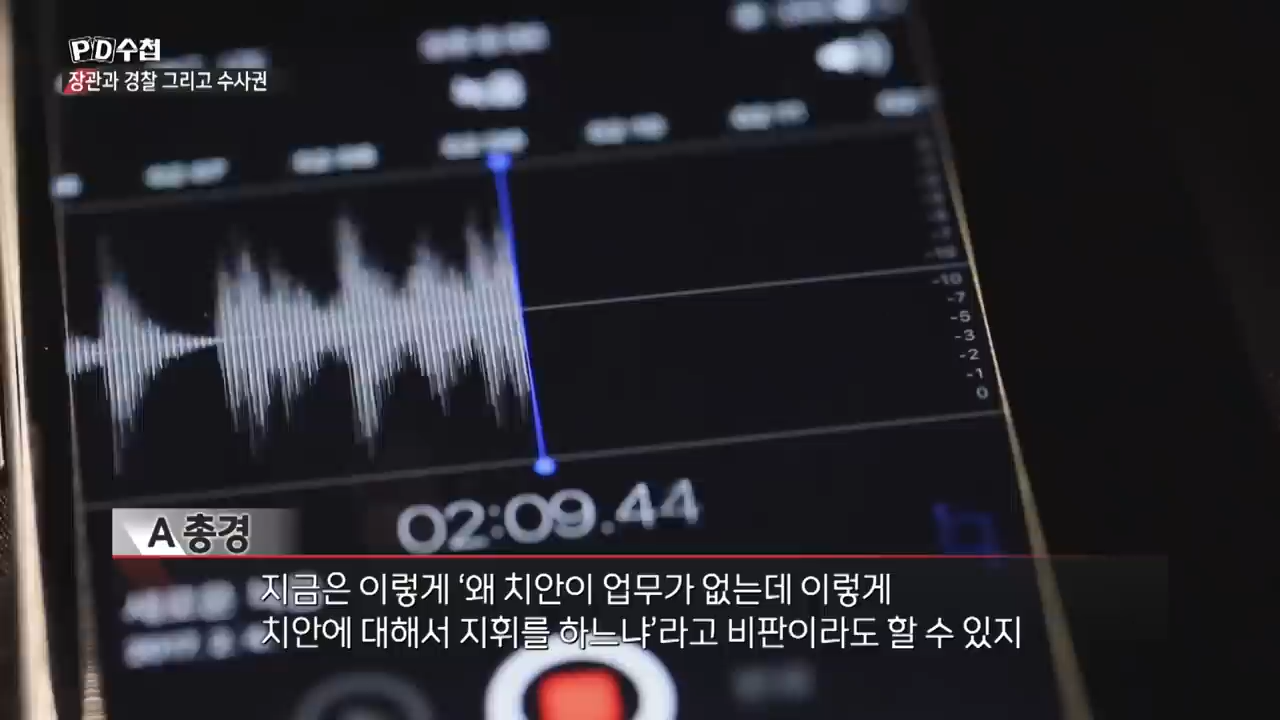 PD수첩
장관과 경찰 그리고 수사권
-10
-7
-5
-3
-2
-1
0
02:09.44
A 총경
지금은 이렇게 ‘왜 치안이 업무가 없는데 이렇게
치안에 대해서 지휘를 하느냐’라고 비판이라도 할 수 있지